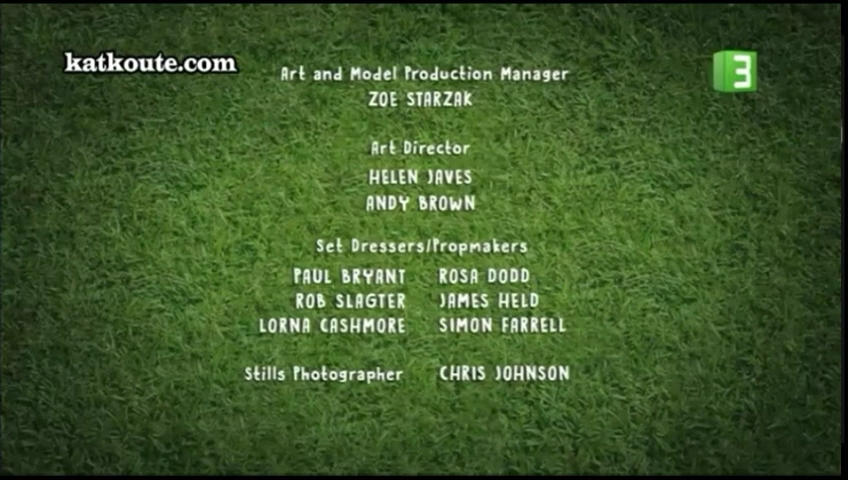 katkoute.com
3
Art and Model Production Manager
ZOE STARZAK
Art Director
HELEN JAVES
ANDY BROWN
Set Dressers/Propmakers
PAUL BRYANT ROSA DODD
ROB SLAGTER JAMES HELD
LORNA CASHMORE SIMON FARRELL
Stills Photographer CHRIS JOHNSON